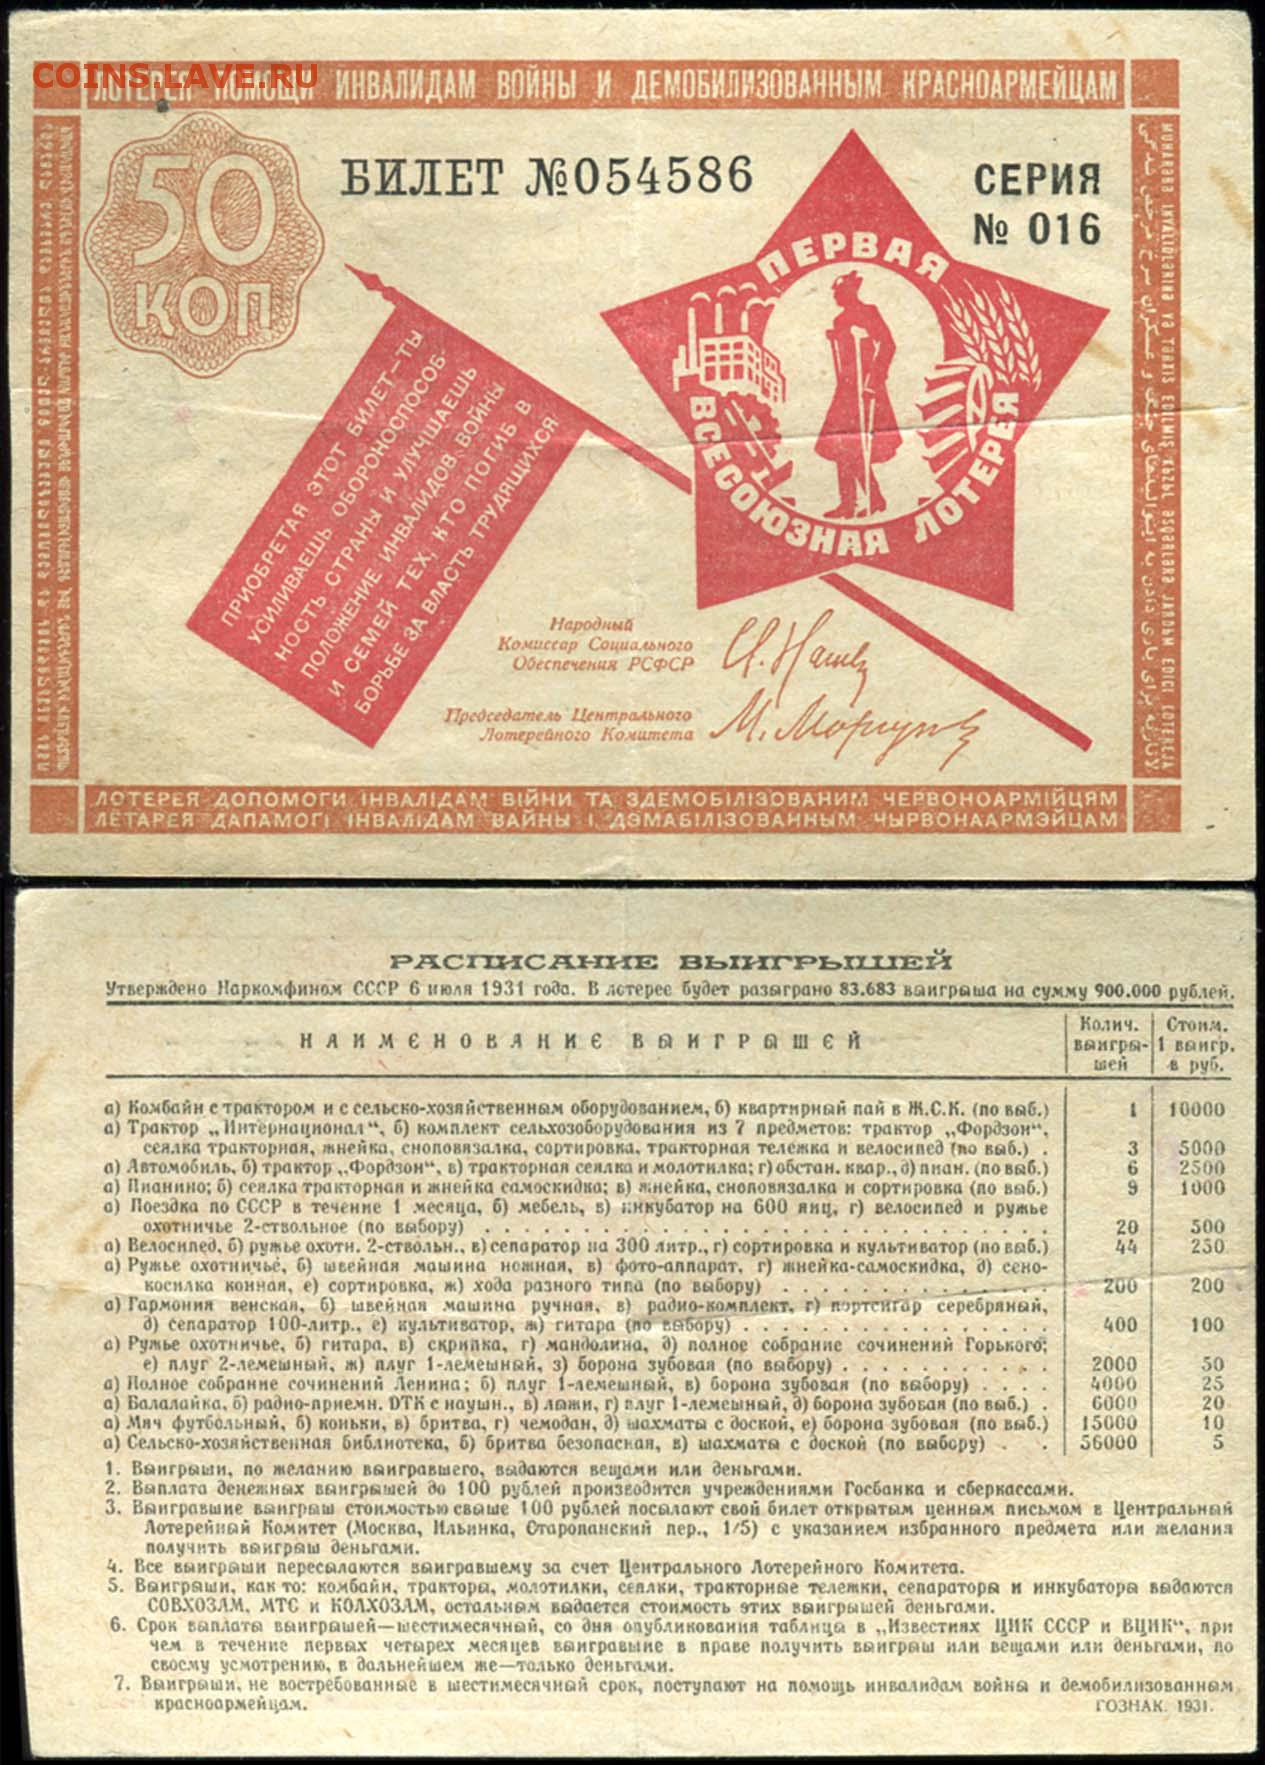 COINS.LAVE.RU
ЛОТЕРЕЯ ПОМОЩИ ИНВАЛИДАМ ВОЙНЫ И ДЕМОБИЛИЗОВАННЫМ КРАСНОАРМЕЙЦАМ
50
КОП
БИЛЕТ №054586
СЕРИЯ
№ 016
ПЕРВАЯ
ВСЕСОЮЗНАЯ ЛОТЕРЕЯ
ПРИОБРЕТАЯ ЭТОТ БИЛЕТ—ТЫ
УСИЛИВАЕШЬ ОБОРОНОСПОСОБ
НОСТЬ СТРАНЫ И УЛУЧШАЕШЬ
ПОЛОЖЕНИЕ ИНВАЛИДОВ ВОЙНЫ
И СЕМЕЙ ТЕХ, КТО ПОГИБ В
БОРЬБЕ ЗА ВЛАСТЬ ТРУДЯЩИХСЯ
Народный
Комиссар Социального
Обеспечения РСФСР
Председатель Центрального
Лотерейного Комитета
ЛОТЕРЕЯ ДОПОМОГИ ІНВАЛІДАМ ВІЙНИ ТА ЗДЕМОБІЛІЗОВАНИМ ЧЕРВОНОАРМІЙЦЯМ
ЛЕТАРЕЯ ДАПАМОГІ ІНВАЛІДАМ ВАЙНЫ І ДЭМАБІЛІЗОВАННЫМ ЧЫРВОНААРМЭЙЦАМ
РАСПИСАНИЕ ВЫИГРЫШЕЙ
Утверждено Наркомфином СССР 6 июля 1931 года. В лотерее будет разыграно 83.683 выигрыша на сумму 900.000 рублей.
НАИМЕНОВАНИЕ ВЫИГРЫШЕЙ
Колич. выигры- шей
Стоим. 1 выигр. в руб.
а) Комбайн с трактором и с сельско-хозяйственным оборудованием, б) квартирный пай в Ж.С.К. (по выб.) 1 10000
а) Трактор „Интернационал“, б) комплект сельхозоборудования из 7 предметов: трактор „Фордзон“,
сеялка тракторная, жнейка, сноповязалка, сортировка, тракторная тележка и велосипед (по выб.) . 3 5000
а) Автомобиль, б) трактор „Фордзон“, в) тракторная сеялка и молотилка; г) обстан. квар., д) пиан. (по выб.) 6 2500
а) Пианино; б) сеялка тракторная и жнейка самоскидка; в) жнейка, сноповязалка и сортировка (по выб.) 9 1000
а) Поездка по СССР в течение 1 месяца, б) мебель, в) инкубатор на 600 яиц, г) велосипед и ружье
охотничье 2-ствольное (по выбору) . . . 20 500
а) Велосипед, б) ружье охотн. 2-ствольн., в) сепаратор на 300 литр., г) сортировка и культиватор (по выб.) 44 250
а) Ружье охотничье, б) швейная машина ножная, в) фото-аппарат, г) жнейка-самоскидка, д) сено-
косилка конная, е) сортировка, ж) хода разного типа (по выбору) . . . 200 200
а) Гармония венская, б) швейная машина ручная, в) радио-комплект, г) портсигар серебряный,
д) сепаратор 100-литр., е) культиватор, ж) гитара (по выбору) . . . 400 100
а) Ружье охотничье, б) гитара, в) скрипка, г) мандолина, д) полное собрание сочинений Горького;
е) плуг 2-лемешный, ж) плуг 1-лемешный, з) борона зубовая (по выбору) . . . 2000 50
а) Полное собрание сочинений Ленина; б) плуг 1-лемешный, в) борона зубовая (по выбору) . . . . 4000 25
а) Балалайка, б) радио-приемн. DТК с наушн., в) лыжи, г) плуг 1-лемешный, д) борона зубовая (по выб.) . 6000 20
а) Мяч футбольный, б) коньки, в) бритва, г) чемодан, д) шахматы с доской, е) борона зубовая (по выб.) 15000 10
а) Сельско-хозяйственная библиотека, б) бритва безопасная, в) шахматы с доской (по выбору) . . 56000 5
1. Выигрыши, по желанию выигравшего, выдаются вещами или деньгами.
2. Выплата денежных выигрышей до 100 рублей производится учреждениями Госбанка и сберкассами.
3. Выигравшие выигрыш стоимостью свыше 100 рублей посылают свой билет открытым ценным письмом в Центральный
Лотерейный Комитет (Москва, Ильинка, Старопанский пер., 1/5) с указанием избранного предмета или желания
получить выигрыш деньгами.
4. Все выигрыши пересылаются выигравшему за счет Центрального Лотерейного Комитета.
5. Выигрыши, как то: комбайн, тракторы, молотилки, сеялки, тракторные тележки, сепараторы и инкубаторы выдаются
СОВХОЗАМ, МТС и КОЛХОЗАМ, остальным выдается стоимость этих выигрышей деньгами.
6. Срок выплаты выигрышей—шестимесячный, со дня опубликования таблицы в „Известиях ЦИК СССР и ВЦИК“, при
чем в течение первых четырех месяцев выигравшие в праве получить выигрыш или вещами или деньгами, по
своему усмотрению, в дальнейшем же—только деньгами.
7. Выигрыши, не востребованные в шестимесячный срок, поступают на помощь инвалидам войны и демобилизованным
красноармейцам.
ГОЗНАК. 1931.